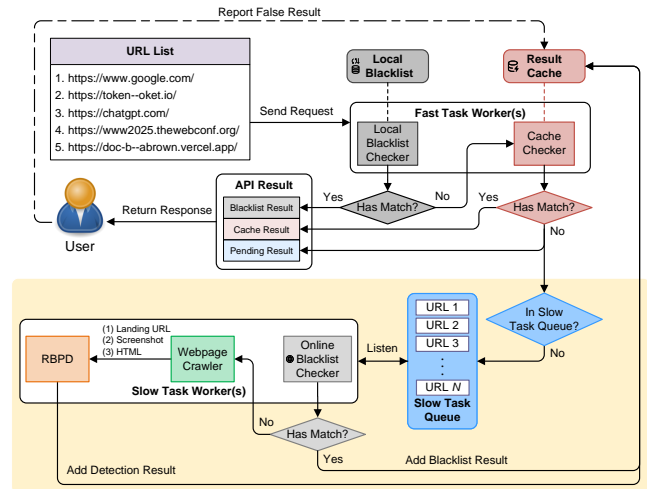 Report False Result
URL List
1. https://www.google.com/
2. https://token--oket.io/
3. https://chatgpt.com/
4. https://www2025.thewebconf.org/
5. https://doc-b--abrown.vercel.app/
Local
Blacklist
Result
Cache
Send Request
Fast Task Worker(s)
Local
Blacklist
Checker
Cache
Checker
API Result
Blacklist Result
Cache Result
Pending Result
Return Response
User
Yes
Has Match?
No
Yes
Has Match?
No
In Slow
Task Queue?
No
URL 1
URL 2
URL 3
URL N
Slow Task
Queue
Listen
Online
Blacklist
Checker
Webpage
Crawler
(1) Landing URL
(2) Screenshot
(3) HTML
RBPD
Slow Task Worker(s)
No
Has Match?
Yes
Add Blacklist Result
Add Detection Result